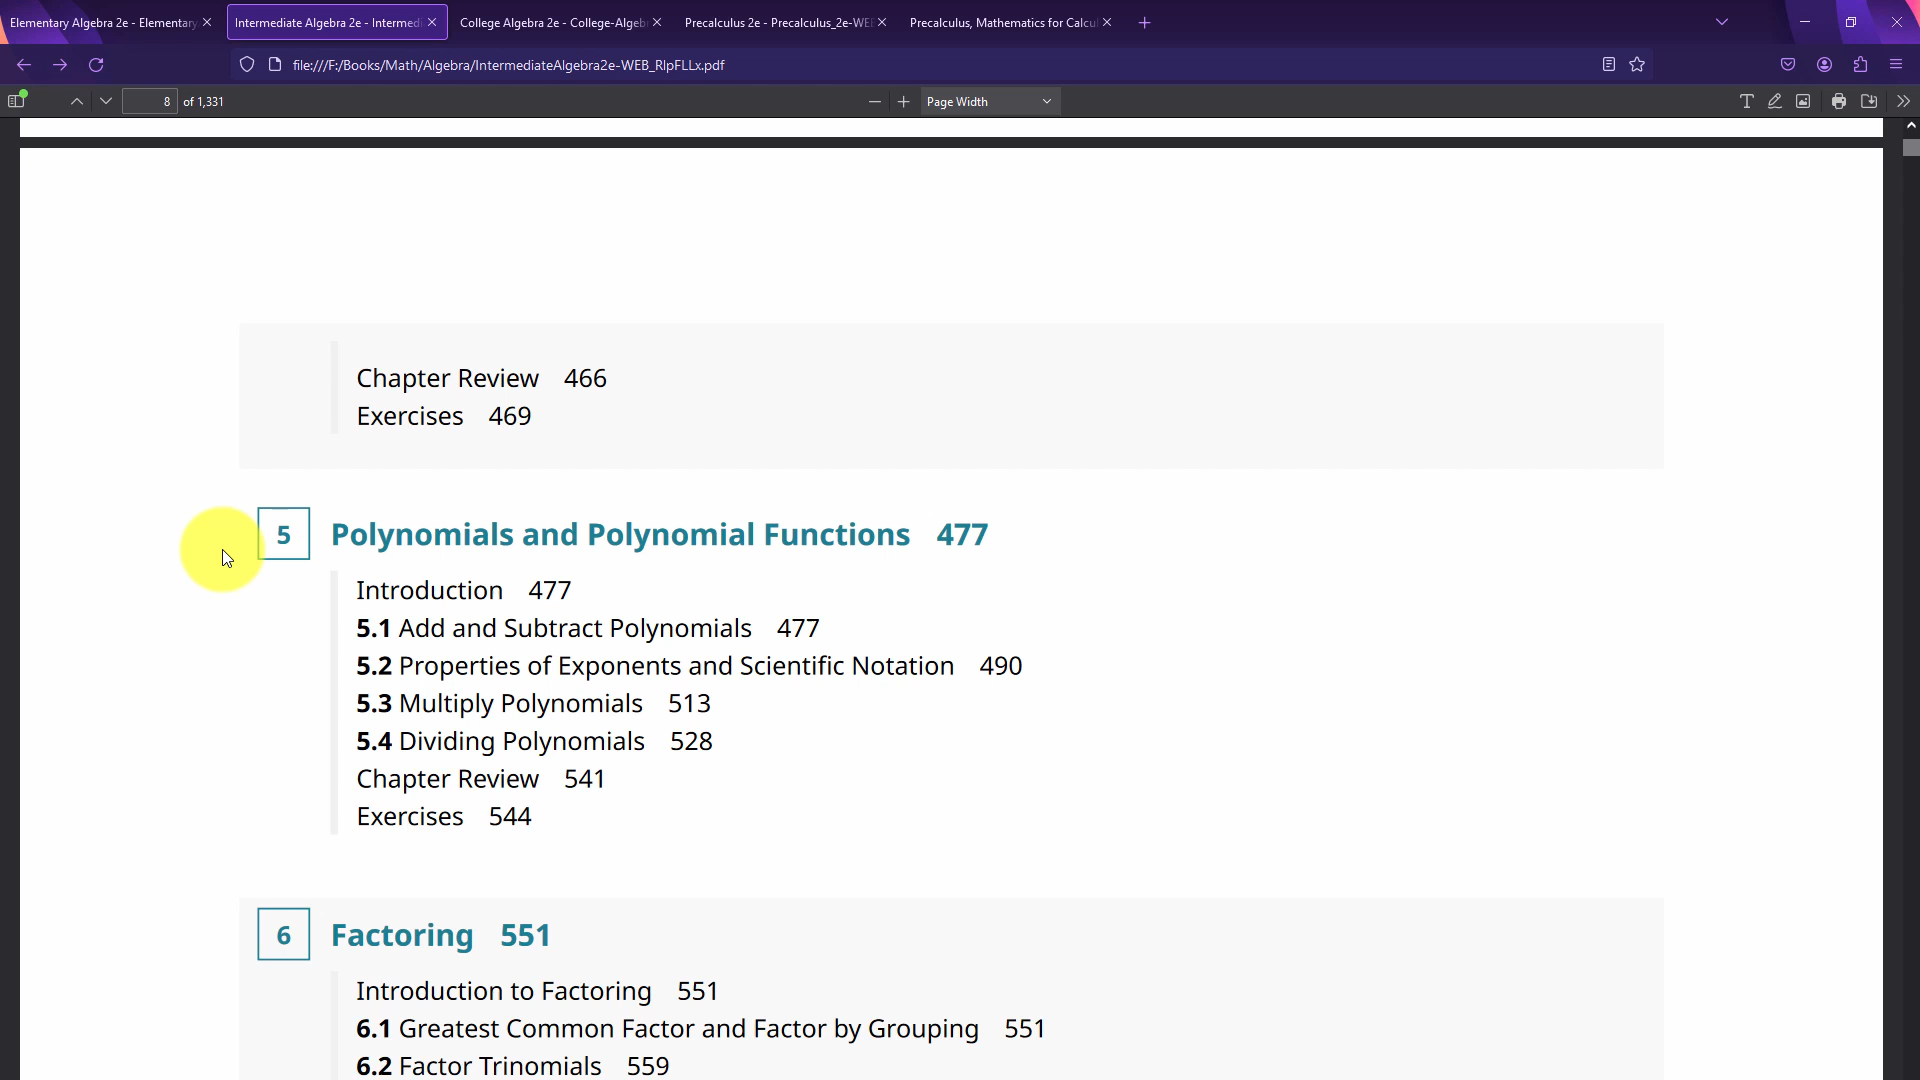 Elementary Algebra 2e - Elementary
Intermediate Algebra 2e - Intermedi
College Algebra 2e - College-Algeb
Precalculus 2e - Precalculus_2e-WEB
Precalculus, Mathematics for Calcu
file:///F:/Books/Math/Algebra/IntermediateAlgebra2e-WEB_RlpFLLx.pdf
8 of 1,331
Page Width
Chapter Review 466
Exercises 469
5 Polynomials and Polynomial Functions 477
Introduction 477
5.1 Add and Subtract Polynomials 477
5.2 Properties of Exponents and Scientific Notation 490
5.3 Multiply Polynomials 513
5.4 Dividing Polynomials 528
Chapter Review 541
Exercises 544
6 Factoring 551
Introduction to Factoring 551
6.1 Greatest Common Factor and Factor by Grouping 551
6.2 Factor Trinomials 559